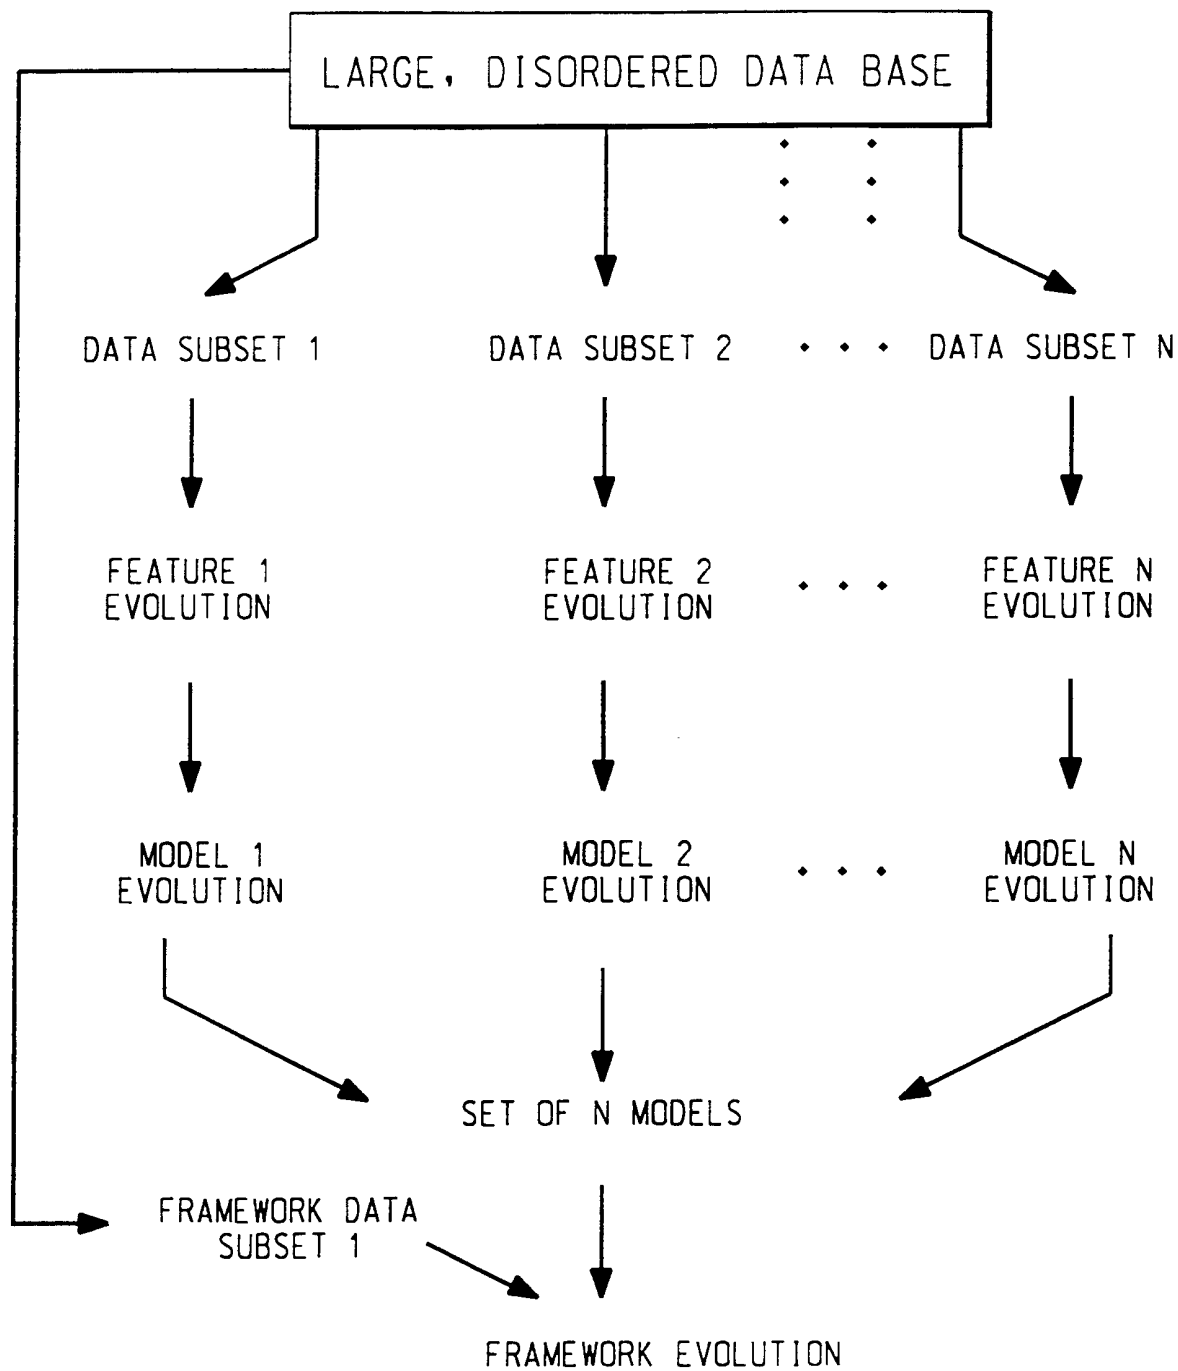 LARGE, DISORDERED DATA BASE
DATA SUBSET 1
DATA SUBSET 2
DATA SUBSET N
FEATURE 1
EVOLUTION
FEATURE 2
EVOLUTION
FEATURE N
EVOLUTION
MODEL 1
EVOLUTION
MODEL 2
EVOLUTION
MODEL N
EVOLUTION
SET OF N MODELS
FRAMEWORK DATA
SUBSET 1
FRAMEWORK EVOLUTION